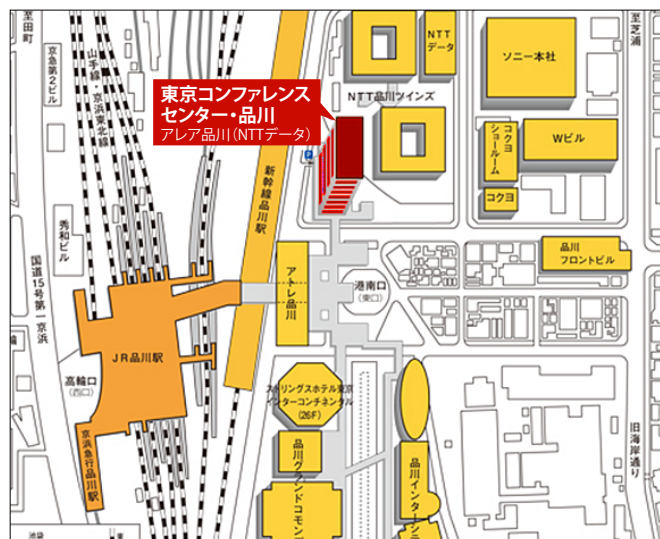 至田町
京急第2ビル
山手線・京浜東北線
東京コンファレンス
センター・品川
アレア品川(NTTデータ)
NTT
データ
ソニー本社
至芝浦
NTT品川ツインズ
コクヨ
ショールーム
Wビル
コクヨ
P
新幹線品川駅
秀和ビル
国道15号第一京浜
アトレ品川
港南口
(東口)
品川
フロントビル
JR品川駅
高輪口
(西口)
京浜急行品川駅
ストリングスホテル東京
インターコンチネンタル
(26F)
品川グランドコモンズ
品川インターシティ
旧海岸通り